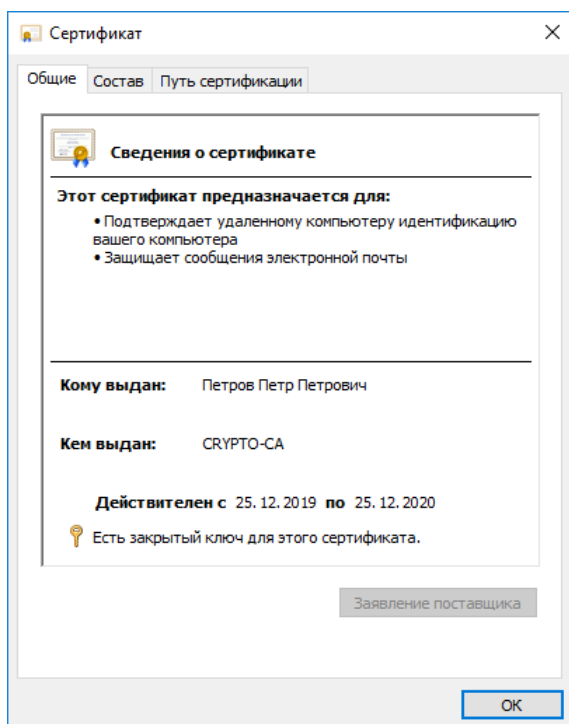 Сертификат
Общие Состав Путь сертификации
Сведения о сертификате
Этот сертификат предназначается для:
• Подтверждает удаленному компьютеру идентификацию
вашего компьютера
• Защищает сообщения электронной почты
Кому выдан: Петров Петр Петрович
Кем выдан: CRYPTO-CA
Действителен с 25.12.2019 по 25.12.2020
Есть закрытый ключ для этого сертификата.
Заявление поставщика
ОК